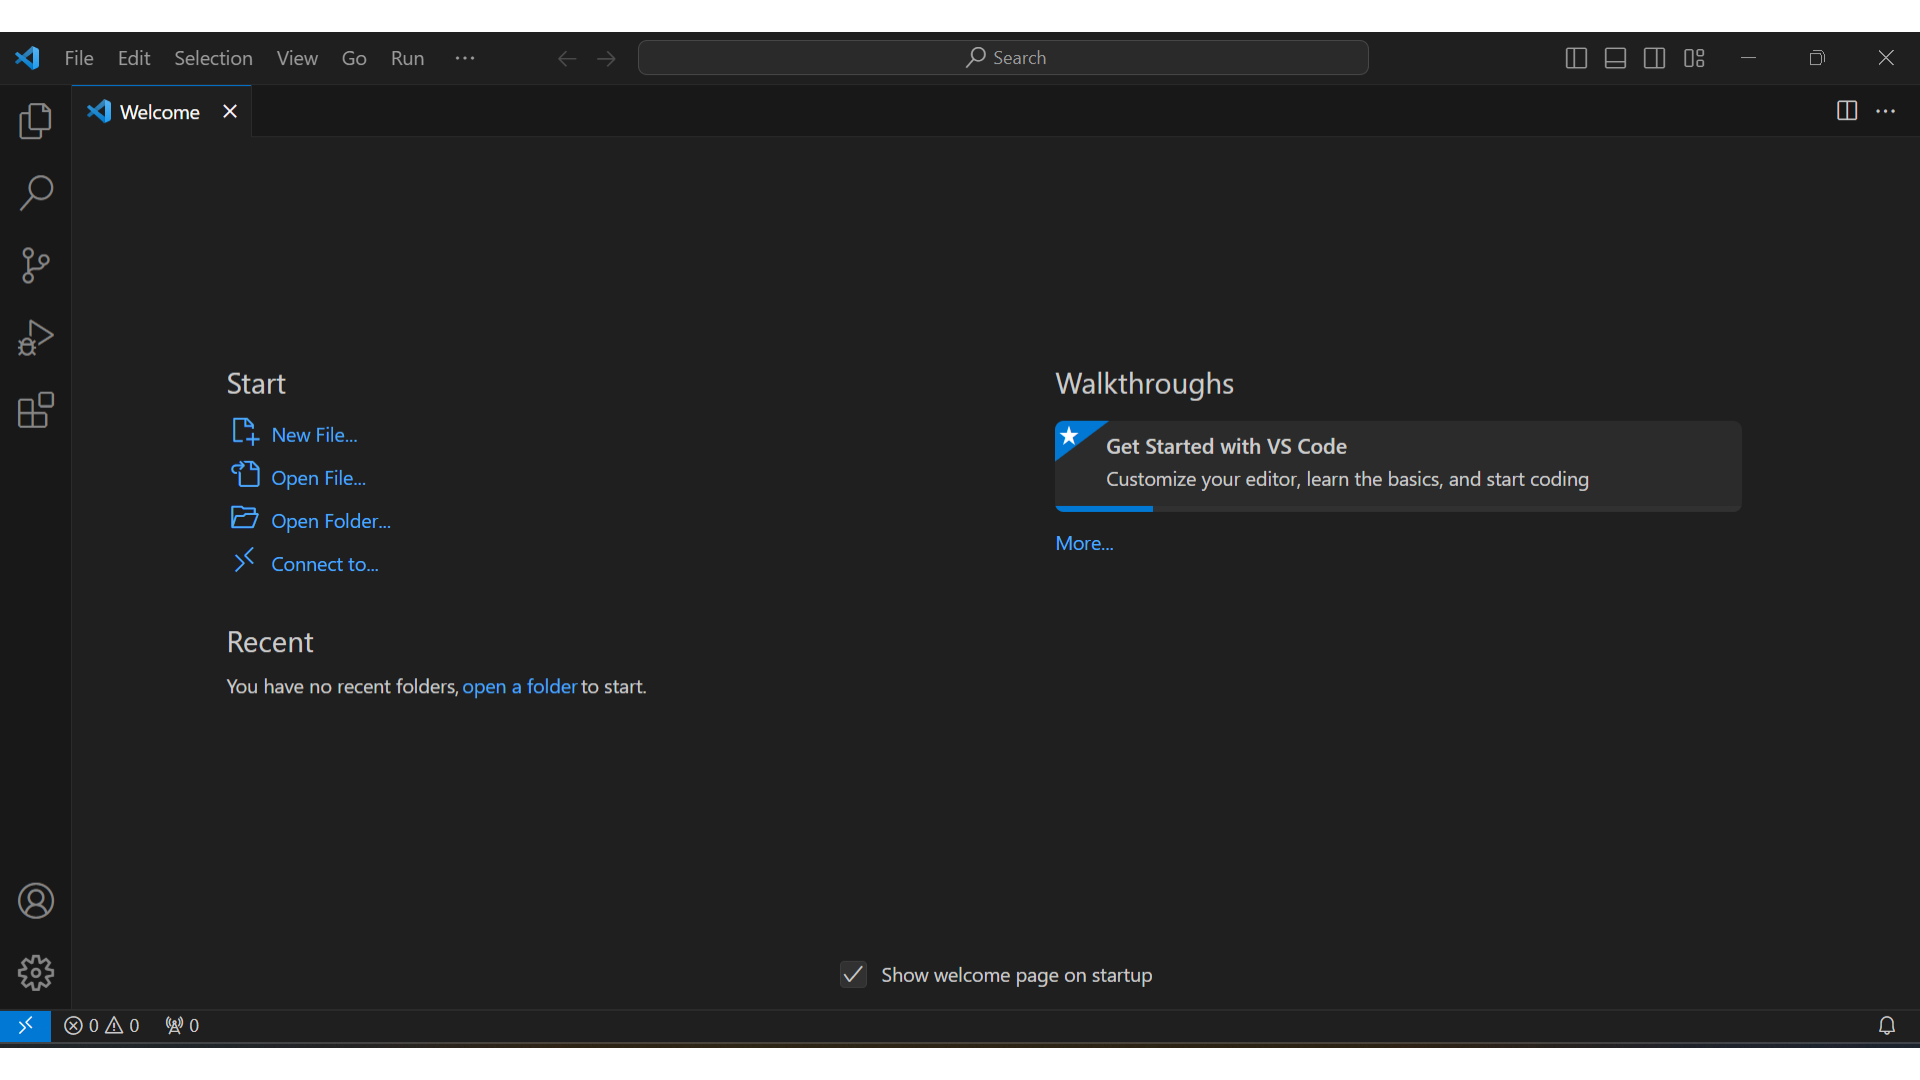 File Edit Selection View Go Run ...
Search
Welcome
Start
New File...
Open File...
Open Folder...
Connect to...
Recent
You have no recent folders, open a folder to start.
Walkthroughs
Get Started with VS Code
Customize your editor, learn the basics, and start coding
More...
Show welcome page on startup
0 0 0